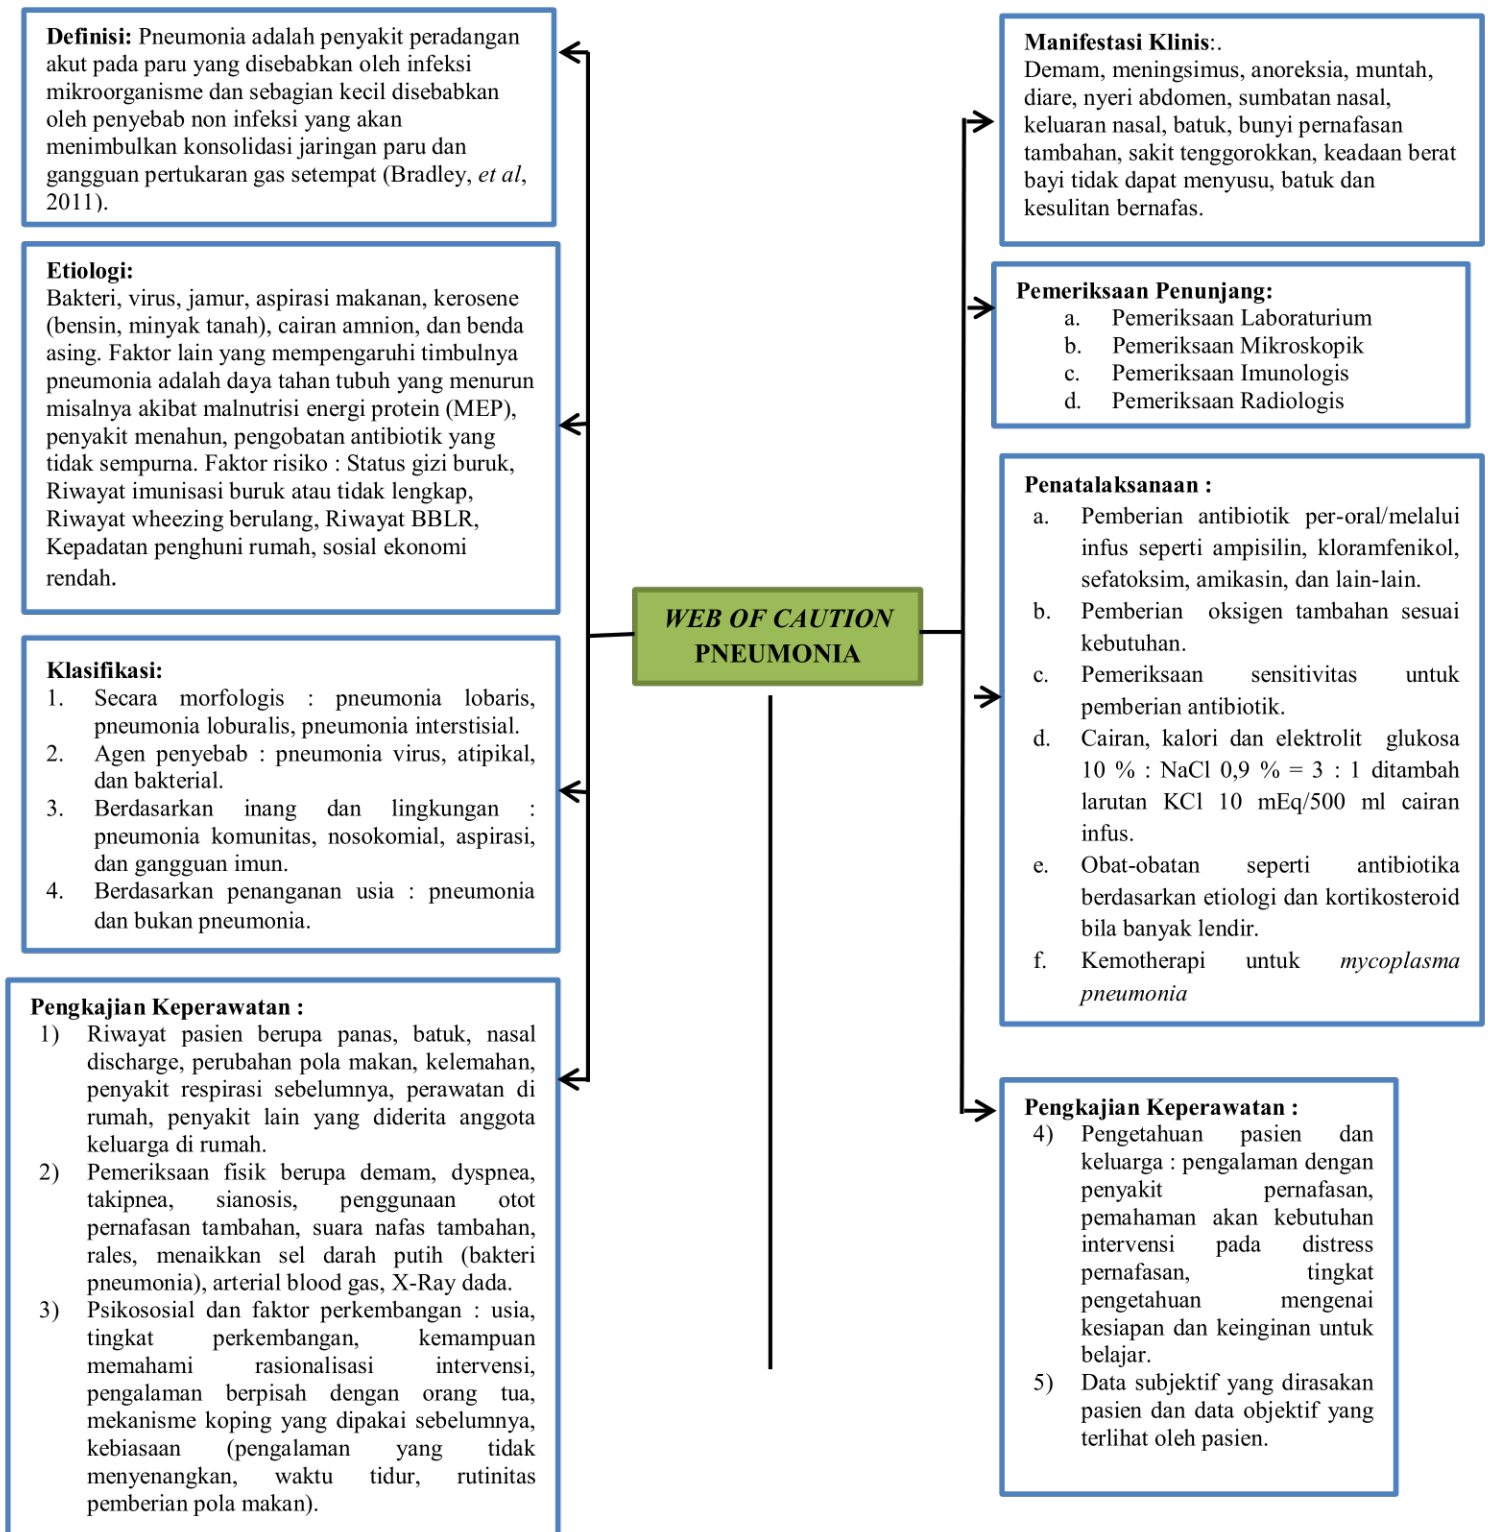 Definisi: Pneumonia adalah penyakit peradangan
akut pada paru yang disebabkan oleh infeksi
mikroorganisme dan sebagian kecil disebabkan
oleh penyebab non infeksi yang akan
menimbulkan konsolidasi jaringan paru dan
gangguan pertukaran gas setempat (Bradley, et al,
2011).
Etiologi:
Bakteri, virus, jamur, aspirasi makanan, kerosene
(bensin, minyak tanah), cairan amnion, dan benda
asing. Faktor lain yang mempengaruhi timbulnya
pneumonia adalah daya tahan tubuh yang menurun
misalnya akibat malnutrisi energi protein (MEP),
penyakit menahun, pengobatan antibiotik yang
tidak sempurna. Faktor risiko : Status gizi buruk,
Riwayat imunisasi buruk atau tidak lengkap,
Riwayat wheezing berulang, Riwayat BBLR,
Kepadatan penghuni rumah, sosial ekonomi
rendah.
Klasifikasi:
1. Secara morfologis : pneumonia lobaris,
pneumonia loburalis, pneumonia interstisial.
2. Agen penyebab : pneumonia virus, atipikal,
dan bakterial.
3. Berdasarkan inang dan lingkungan :
pneumonia komunitas, nosokomial, aspirasi,
dan gangguan imun.
4. Berdasarkan penanganan usia : pneumonia
dan bukan pneumonia.
Pengkajian Keperawatan :
1) Riwayat pasien berupa panas, batuk, nasal
discharge, perubahan pola makan, kelemahan,
penyakit respirasi sebelumnya, perawatan di
rumah, penyakit lain yang diderita anggota
keluarga di rumah.
2) Pemeriksaan fisik berupa demam, dyspnea,
takipnea, sianosis, penggunaan otot
pernafasan tambahan, suara nafas tambahan,
rales, menaikkan sel darah putih (bakteri
pneumonia), arterial blood gas, X-Ray dada.
3) Psikososial dan faktor perkembangan : usia,
tingkat perkembangan, kemampuan
memahami rasionalisasi intervensi,
pengalaman berpisah dengan orang tua,
mekanisme koping yang dipakai sebelumnya,
kebiasaan (pengalaman yang tidak
menyenangkan, waktu tidur, rutinitas
pemberian pola makan).
WEB OF CAUTION
PNEUMONIA
Manifestasi Klinis:.
Demam, meningsimus, anoreksia, muntah,
diare, nyeri abdomen, sumbatan nasal,
keluaran nasal, batuk, bunyi pernafasan
tambahan, sakit tenggorokkan, keadaan berat
bayi tidak dapat menyusu, batuk dan
kesulitan bernafas.
Pemeriksaan Penunjang:
a. Pemeriksaan Laboraturium
b. Pemeriksaan Mikroskopik
c. Pemeriksaan Imunologis
d. Pemeriksaan Radiologis
Penatalaksanaan :
a. Pemberian antibiotik per-oral/melalui
infus seperti ampisilin, kloramfenikol,
sefatoksim, amikasin, dan lain-lain.
b. Pemberian oksigen tambahan sesuai
kebutuhan.
c. Pemeriksaan sensitivitas untuk
pemberian antibiotik.
d. Cairan, kalori dan elektrolit glukosa
10 % : NaCl 0,9 % = 3 : 1 ditambah
larutan KCl 10 mEq/500 ml cairan
infus.
e. Obat-obatan seperti antibiotika
berdasarkan etiologi dan kortikosteroid
bila banyak lendir.
f. Kemotherapi untuk mycoplasma
pneumonia
Pengkajian Keperawatan :
4) Pengetahuan pasien dan
keluarga : pengalaman dengan
penyakit pernafasan,
pemahaman akan kebutuhan
intervensi pada distress
pernafasan, tingkat
pengetahuan mengenai
kesiapan dan keinginan untuk
belajar.
5) Data subjektif yang dirasakan
pasien dan data objektif yang
terlihat oleh pasien.